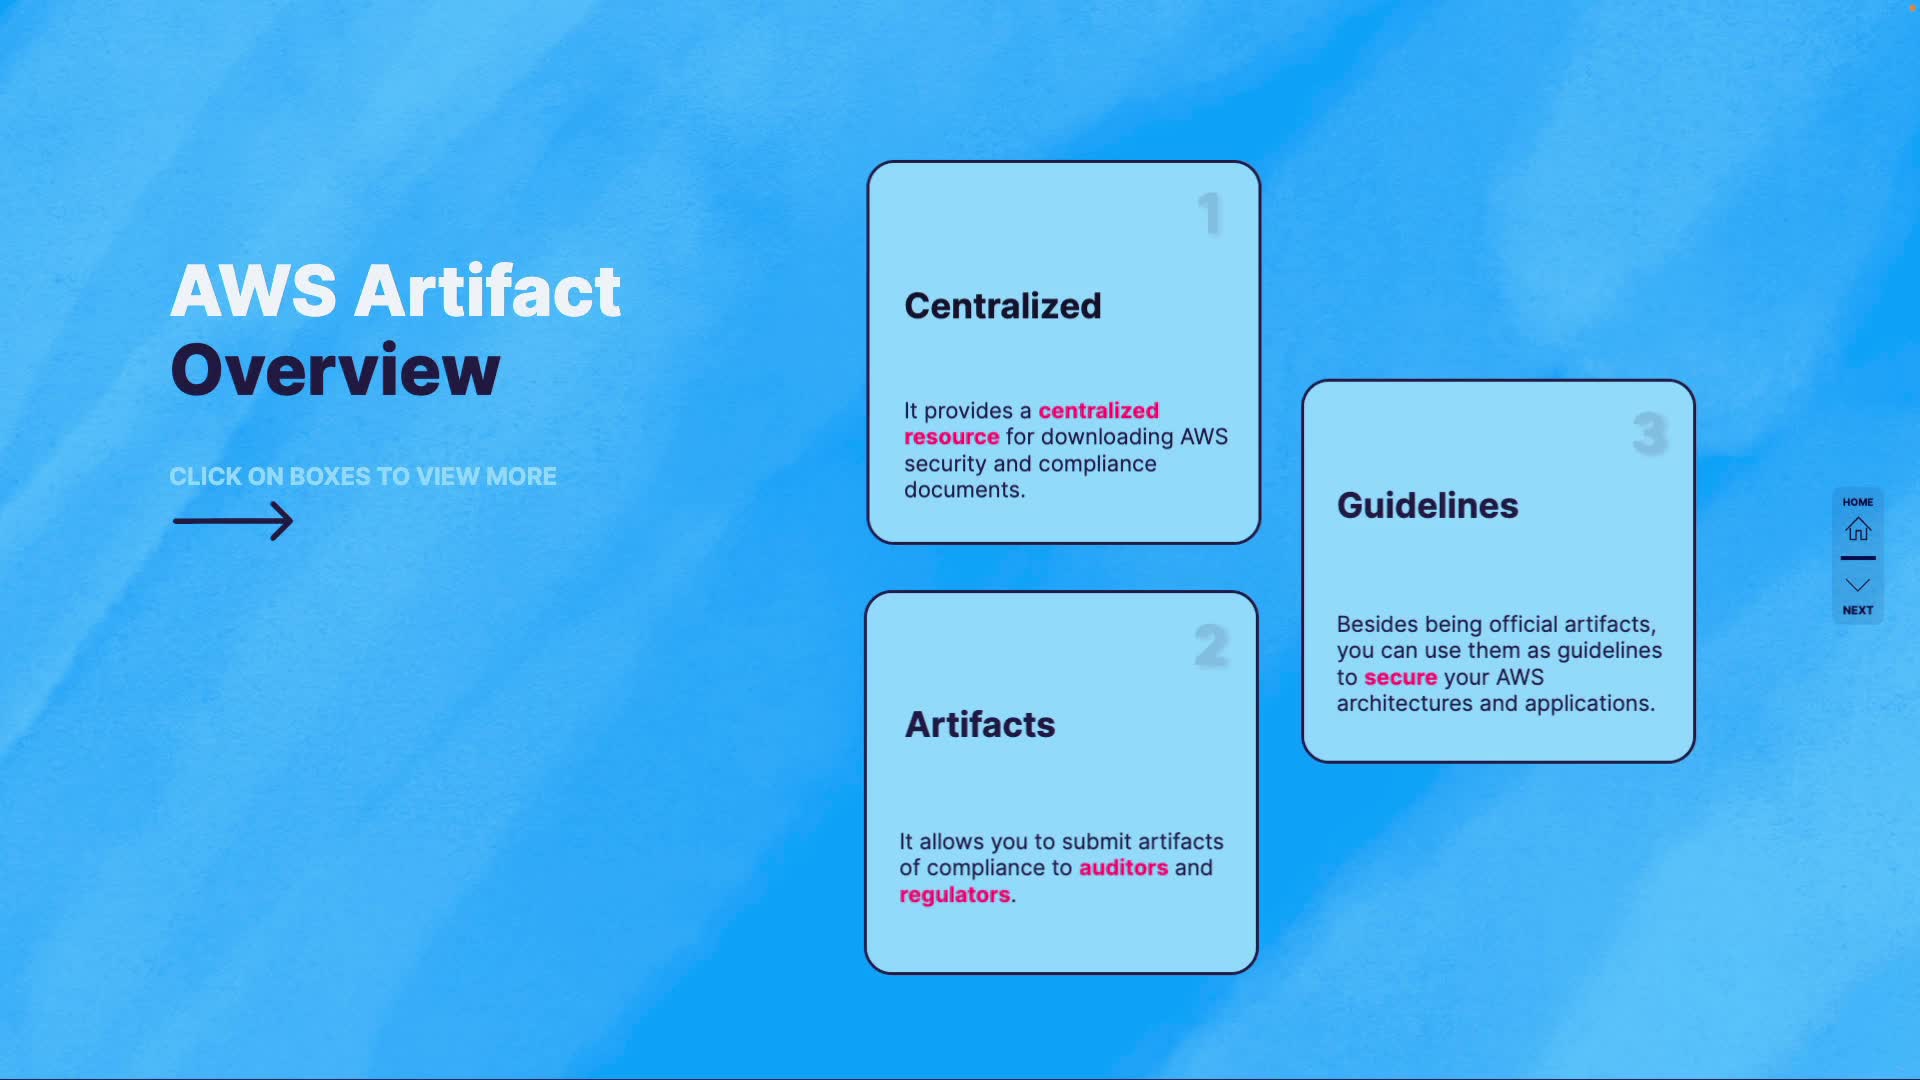 AWS Artifact
Overview
CLICK ON BOXES TO VIEW MORE
1
Centralized
It provides a centralized
resource for downloading AWS
security and compliance
documents.
2
Artifacts
It allows you to submit artifacts
of compliance to auditors and
regulators.
3
Guidelines
Besides being official artifacts,
you can use them as guidelines
to secure your AWS
architectures and applications.
HOME
NEXT